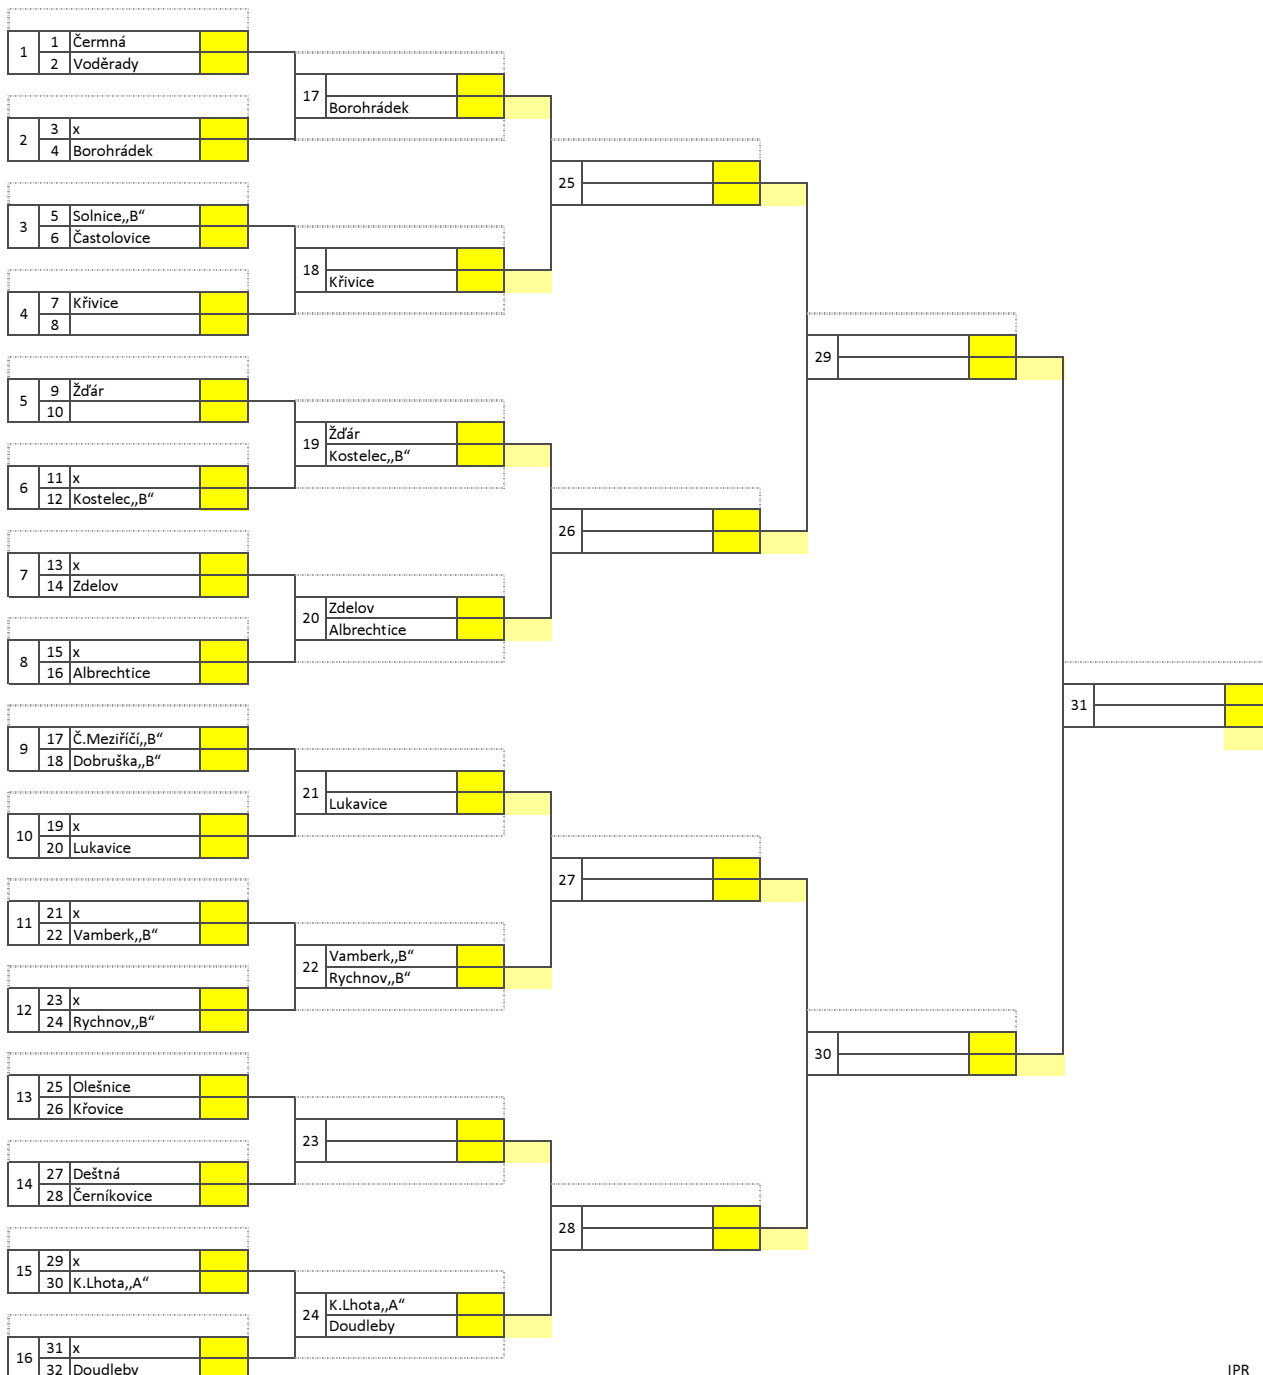 1 1 Čermná
2 Voděrady
2 3 x
4 Borohrádek
3 5 Solnice,,B“
6 Častolovice
4 7 Křivice
8
5 9 Žďár
10
6 11 x
12 Kostelec,,B“
7 13 x
14 Zdelov
8 15 x
16 Albrechtice
9 17 Č.Meziříčí,,B“
18 Dobruška,,B“
10 19 x
20 Lukavice
11 21 x
22 Vamberk,,B“
12 23 x
24 Rychnov,,B“
13 25 Olešnice
26 Křovice
14 27 Deštná
28 Černíkovice
15 29 x
30 K.Lhota,,A“
16 31 x
32 Doudleby
17
Borohrádek
18
Křivice
19 Žďár
Kostelec,,B“
20 Zdelov
Albrechtice
21
Lukavice
22 Vamberk,,B“
Rychnov,,B“
23
24 K.Lhota,,A“
Doudleby
25
26
27
28
29
30
31
IPR